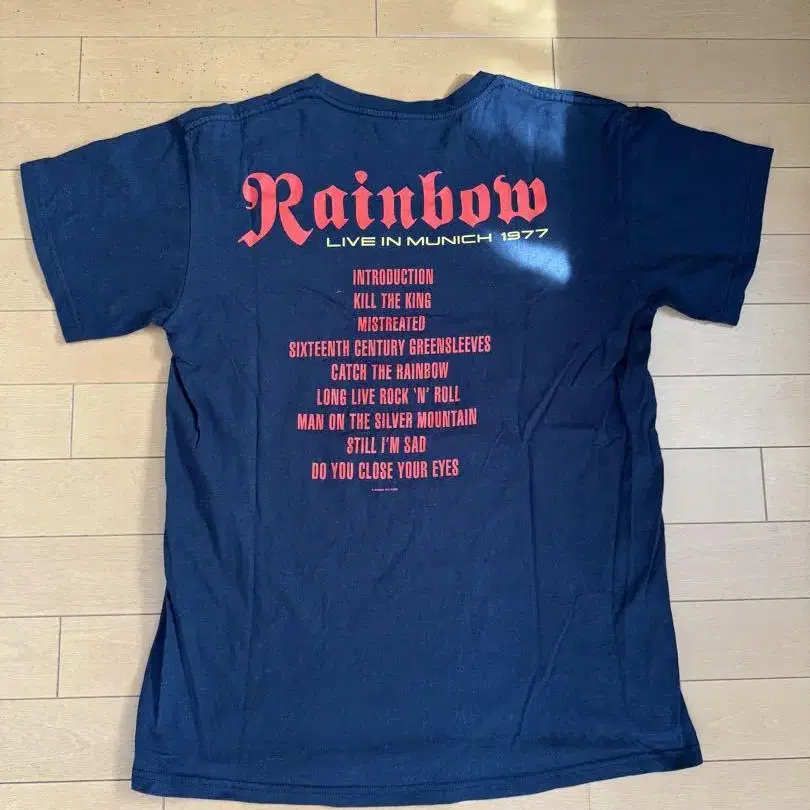 Rainbow
LIVE IN MUNICH 1977
INTRODUCTION
KILL THE KING
MISTREATED
SIXTEENTH CENTURY GREENSLEEVES
CATCH THE RAINBOW
LONG LIVE ROCK 'N' ROLL
MAN ON THE SILVER MOUNTAIN
STILL I'M SAD
DO YOU CLOSE YOUR EYES